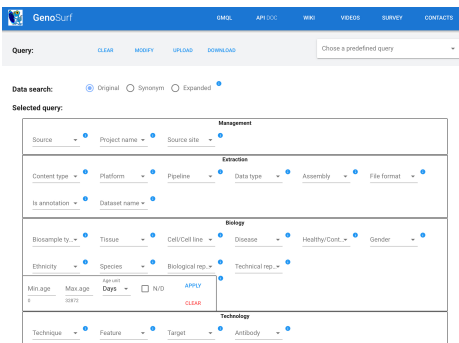 GenoSurf GMQL API DOC WIKI VIDEOS SURVEY CONTACTS
Query: CLEAR MODIFY UPLOAD DOWNLOAD Chose a predefined query
Data search: Original Synonym Expanded
Selected query:
Management
Source Project name Source site
Extraction
Content type Platform Pipeline Data type Assembly File format
Is annotation Dataset name
Biology
Biosample ty... Tissue Cell/Cell line Disease Healthy/Cont... Gender
Ethnicity Species Biological rep... Technical rep...
Age unit
Min.age Max.age Days N/D APPLY
0 32872
CLEAR
Technology
Technique Feature Target Antibody